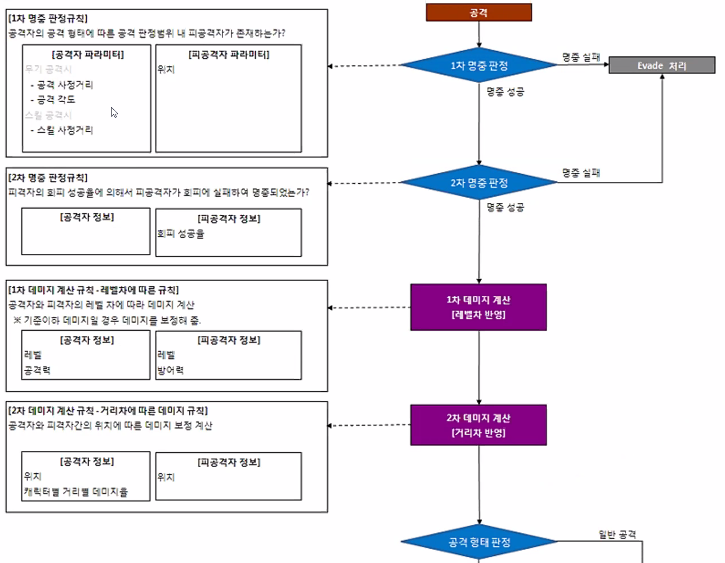 [1차 명중 판정규칙]
공격자의 공격 형태에 따른 공격 판정범위 내 피공격자가 존재하는가?
[공격자 파라미터]
무기 공격시
- 공격 사정거리
- 공격 각도
스킬 공격시
- 스킬 사정거리
[피공격자 파라미터]
위치
[2차 명중 판정규칙]
피격자의 회피 성공율에 의해서 피공격자가 회피에 실패하여 명중되었는가?
[공격자 정보]
[피공격자 정보]
회피 성공율
[1차 데미지 계산 규칙 - 레벨차에 따른 규칙]
공격자와 피격자의 레벨 차에 따라 데미지 계산
※ 기준이하 데미지일 경우 데미지를 보정해 줌.
[공격자 정보]
레벨
공격력
[피공격자 정보]
레벨
방어력
[2차 데미지 계산 규칙 - 거리차에 따른 데미지 규칙]
공격자와 피격자간의 위치에 따른 데미지 보정 계산
[공격자 정보]
위치
캐릭터별 거리별 데미지율
[피공격자 정보]
위치
공격
1차 명중 판정
명중 실패
Evade 처리
명중 성공
2차 명중 판정
명중 실패
명중 성공
1차 데미지 계산
[레벨차 반영]
2차 데미지 계산
[거리차 반영]
공격 형태 판정
일반 공격